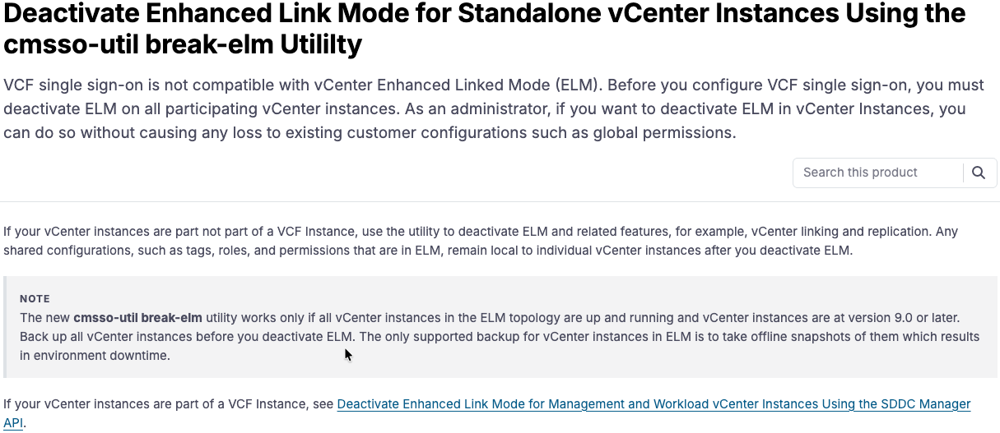 Deactivate Enhanced Link Mode for Standalone vCenter Instances Using the
cmsso-util break-elm Utililty
VCF single sign-on is not compatible with vCenter Enhanced Linked Mode (ELM). Before you configure VCF single sign-on, you must
deactivate ELM on all participating vCenter instances. As an administrator, if you want to deactivate ELM in vCenter Instances, you
can do so without causing any loss to existing customer configurations such as global permissions.
Search this product
If your vCenter instances are part not part of a VCF Instance, use the utility to deactivate ELM and related features, for example, vCenter linking and replication. Any
shared configurations, such as tags, roles, and permissions that are in ELM, remain local to individual vCenter instances after you deactivate ELM.
NOTE
The new cmsso-util break-elm utility works only if all vCenter instances in the ELM topology are up and running and vCenter instances are at version 9.0 or later.
Back up all vCenter instances before you deactivate ELM. The only supported backup for vCenter instances in ELM is to take offline snapshots of them which results
in environment downtime.
If your vCenter instances are part of a VCF Instance, see Deactivate Enhanced Link Mode for Management and Workload vCenter Instances Using the SDDC Manager
API.